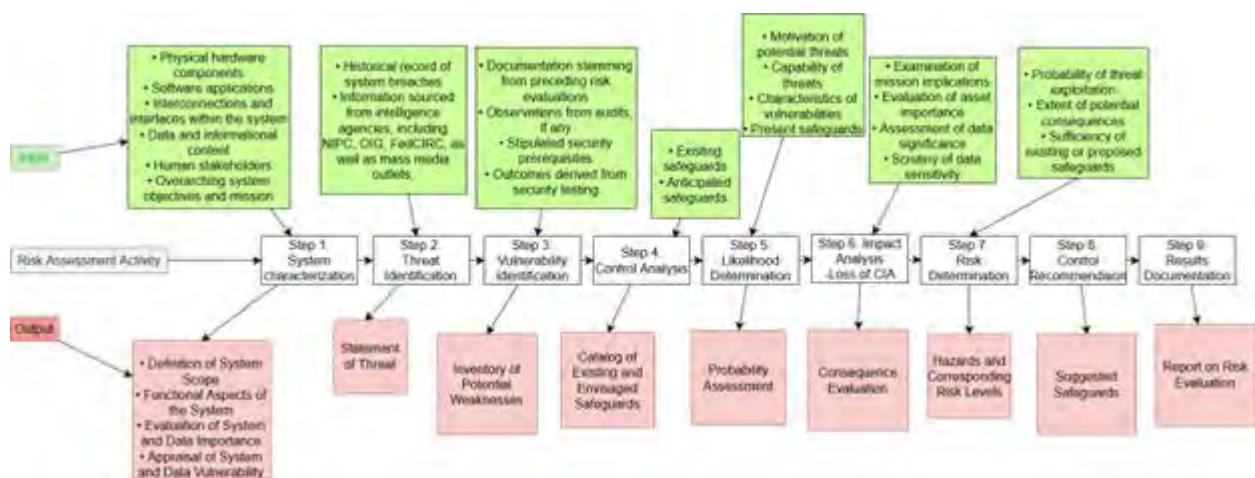 • Physical hardware
components
• Software applications
• Interconnections and
interfaces within the system
• Data and informational
content
• Human stakeholders
• Overarching system
objectives and mission
• Historical record of
system breaches
• Information sourced
from intelligence
agencies, including
NIPC, OIG, FedCIRC, as
well as mass media
outlets.
• Documentation stemming
from preceding risk
evaluations
• Observations from audits,
if any
• Stipulated security
prerequisites
• Outcomes derived from
security testing
• Existing
safeguards
• Anticipated
safeguards
• Motivation of
potential threats
• Capability of
threats
• Characteristics of
vulnerabilities
• Present safeguards
• Examination of
mission implications
• Evaluation of asset
importance
• Assessment of data
significance
• Scrutiny of data
sensitivity
• Probability of threat
exploitation
• Extent of potential
consequences
• Sufficiency of
existing or proposed
safeguards
Risk Assessment Activity
Step 1.
System
characterization
Step 2.
Threat
Identification
Step 3.
Vulnerability
identification
Step 4.
Control Analysis
Step 5.
Likelihood
Determination
Step 6. Impact
Analysis
-Loss of CIA
Step 7.
Risk
Determination
Step 8.
Control
Step 9.
Results
Documentation
Output
• Definition of System
Scope
• Functional Aspects of
the System
• Evaluation of System
and Data Importance
• Appraisal of System
and Data Vulnerability
Statement
of Threat
Inventory of
Potential
Weaknesses
Catalog of
Existing and
Envisaged
Safeguards
Probability
Assessment
Consequence
Evaluation
Hazards and
Corresponding
Risk Levels
Suggested
Safeguards
Report on Risk
Evaluation